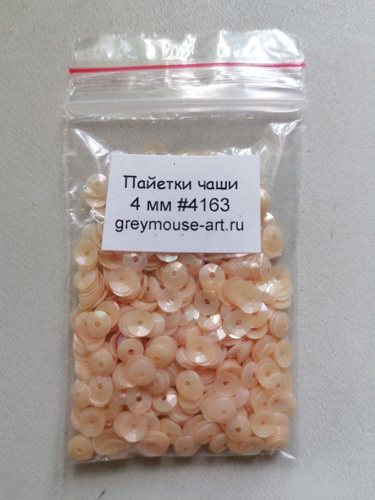 Пайетки чаши
4 мм #4163
greymouse-art.ru